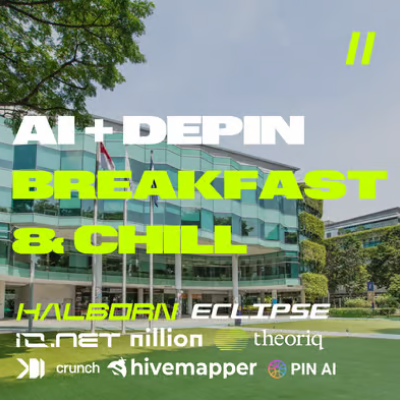 //
AI + DEPIN
BREAKFAST
& CHILL
HALBORN ECLIPSE
IO.NET nillion theoriq
crunch hivemapper PIN AI